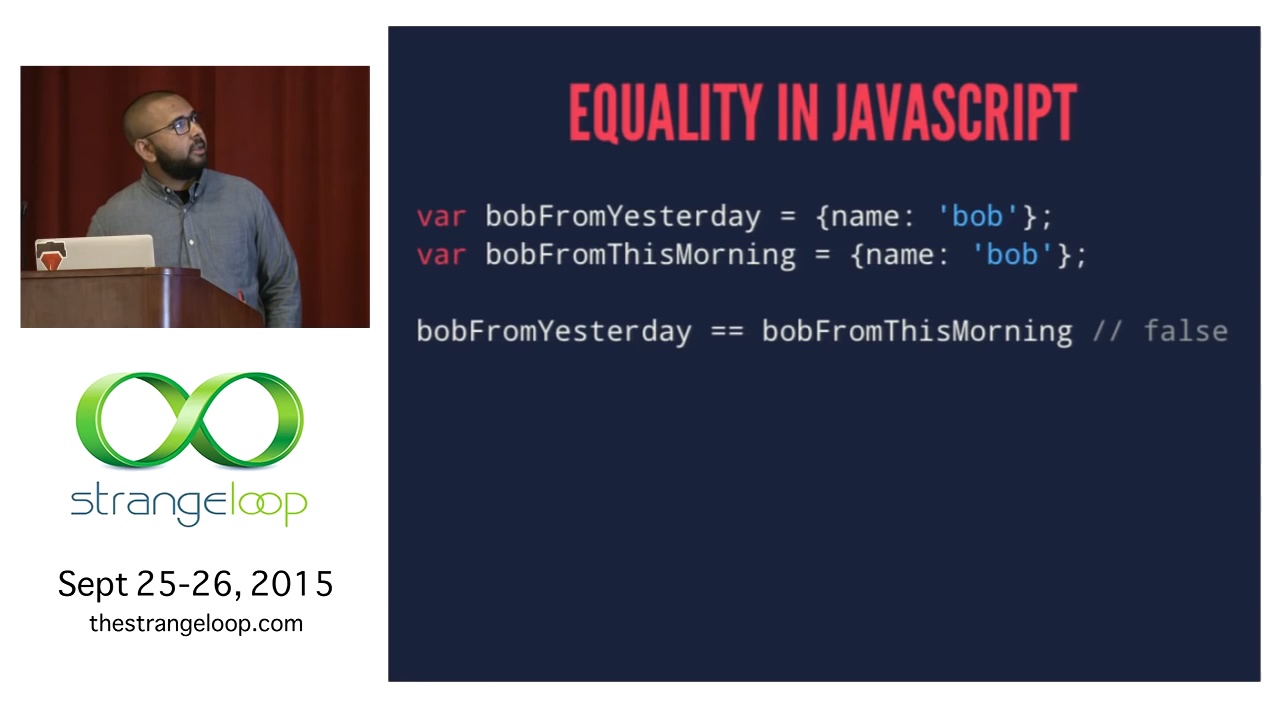 EQUALITY IN JAVASCRIPT
var bobFromYesterday = {name: 'bob'};
var bobFromThisMorning = {name: 'bob'};
bobFromYesterday == bobFromThisMorning // false
strangeloop
Sept 25-26, 2015
thestrangeloop.com